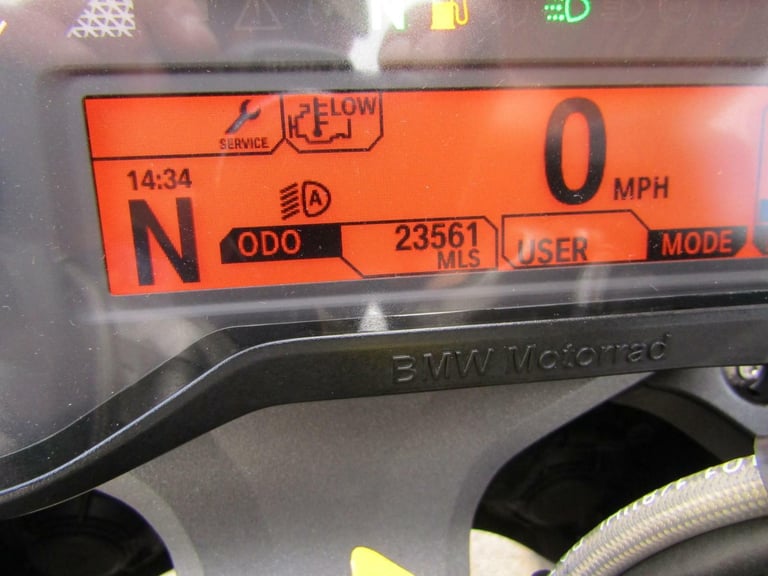 N
SERVICE
LOW
0 MPH
14:34
A
N
ODO
23561
MLS
USER
MODE
BMW Motorrad